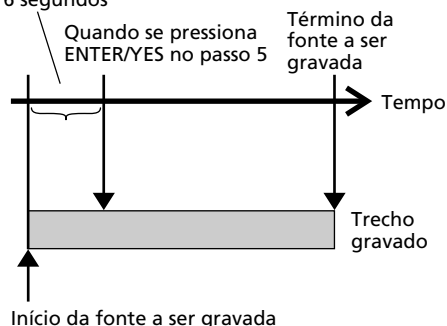 6 segundos
Quando se pressiona
ENTER/YES no passo 5
Término da
fonte a ser
gravada
Tempo
Trecho
gravado
Início da fonte a ser gravada